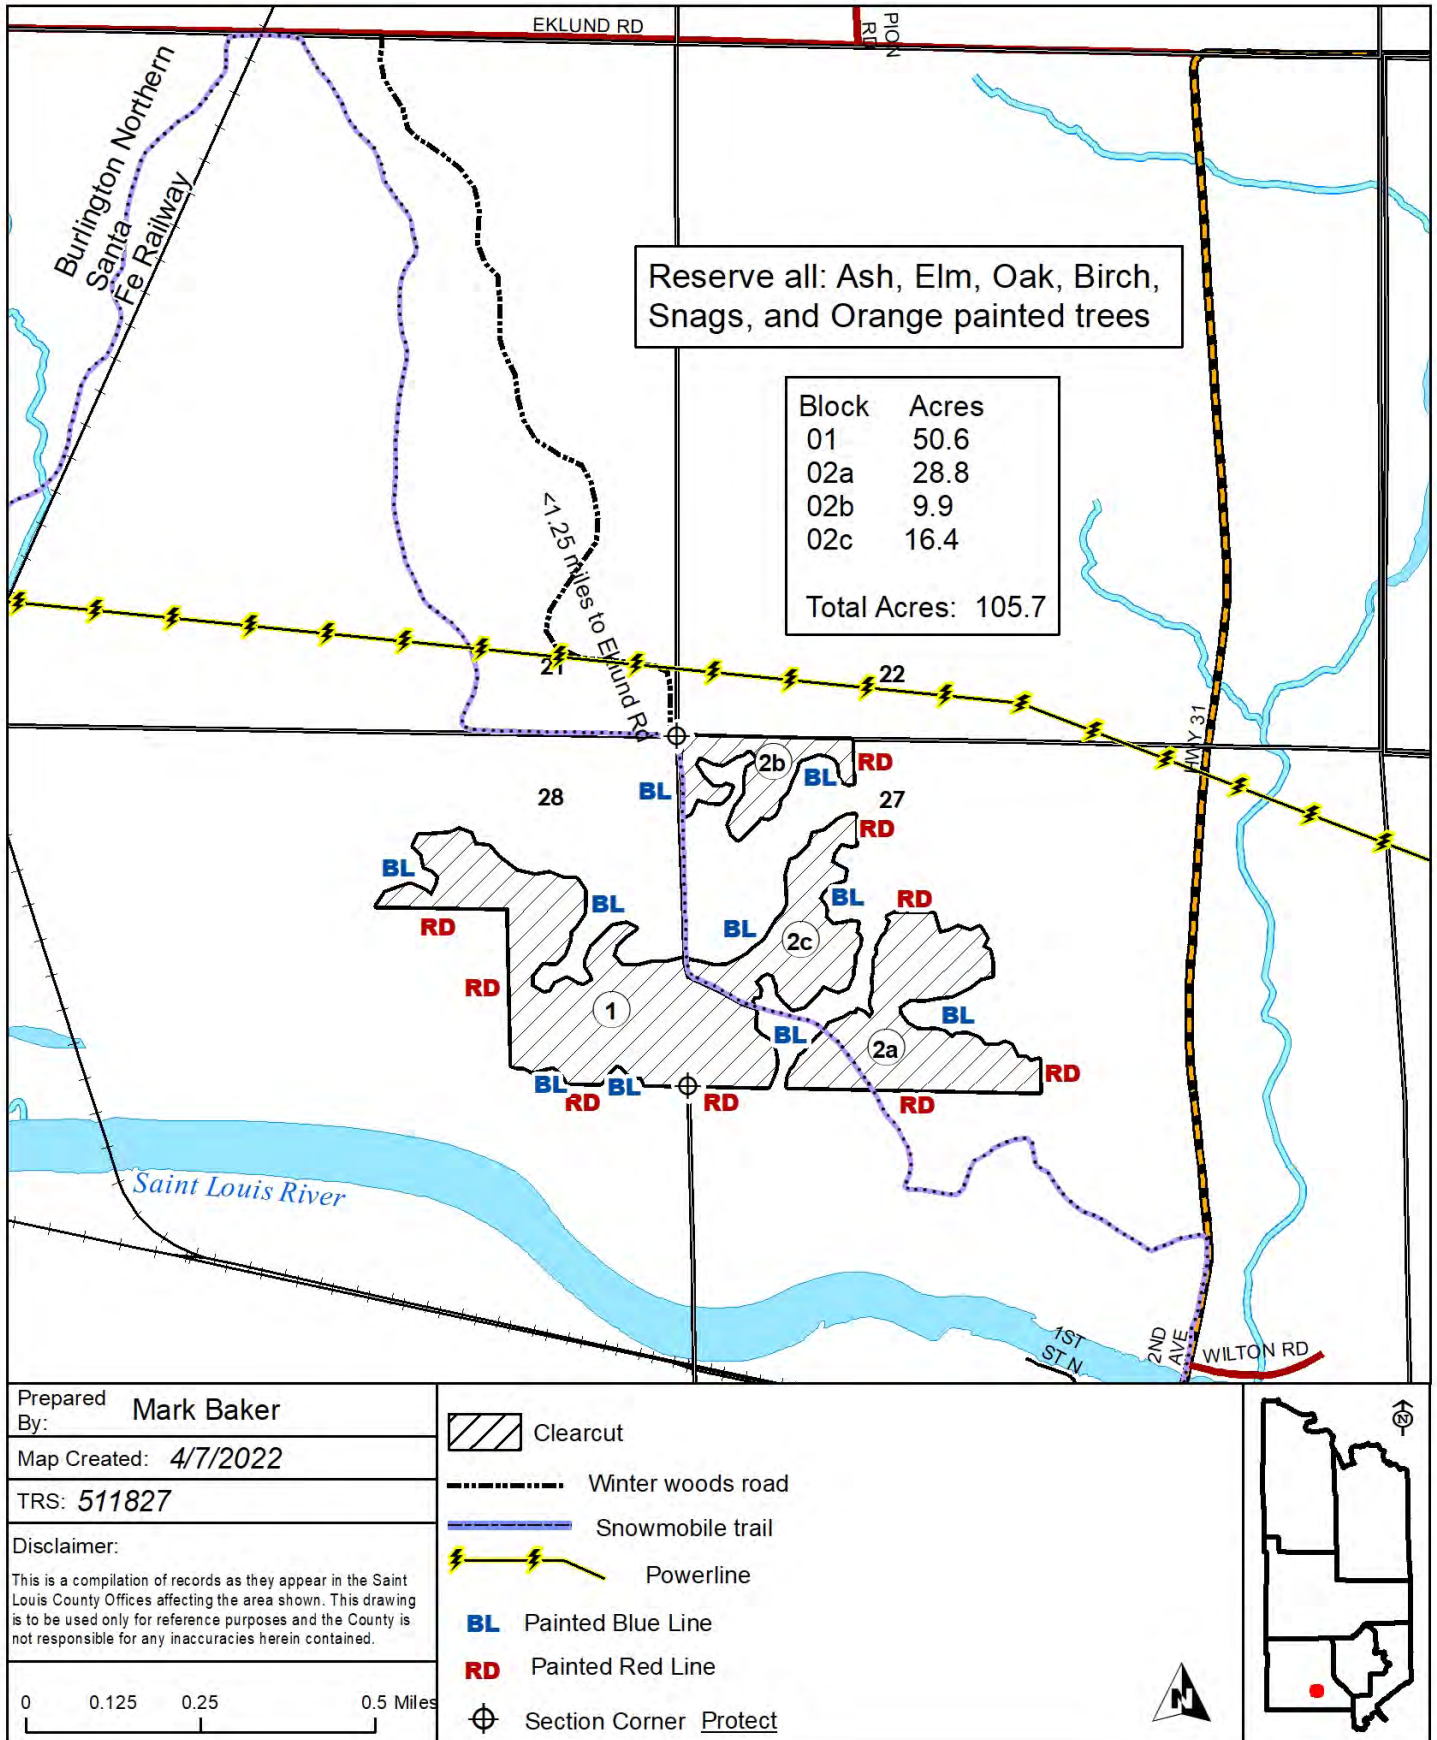 EKLUND RD
PION
RD
Burlington Northern
Santa
Fe Railway
Reserve all: Ash, Elm, Oak, Birch,
Snags, and Orange painted trees
Block Acres
01 50.6
02a 28.8
02b 9.9
02c 16.4
Total Acres: 105.7
<1.25 miles to Eklund Rd
21
22
HWY 31
2b
RD
BL
BL
28
27
RD
BL
BL
RD
BL
RD
BL
2c
RD
1
BL
BL
2a
RD
BL
BL
RD
RD
RD
Saint Louis River
1ST
ST N
2ND
AVE
WILTON RD
Prepared
By: Mark Baker
Map Created: 4/7/2022
TRS: 511827
Disclaimer:
This is a compilation of records as they appear in the Saint
Louis County Offices affecting the area shown. This drawing
is to be used only for reference purposes and the County is
not responsible for any inaccuracies herein contained.
0 0.125 0.25 0.5 Miles
Clearcut
Winter woods road
Snowmobile trail
Powerline
BL Painted Blue Line
RD Painted Red Line
Section Corner Protect
N
N